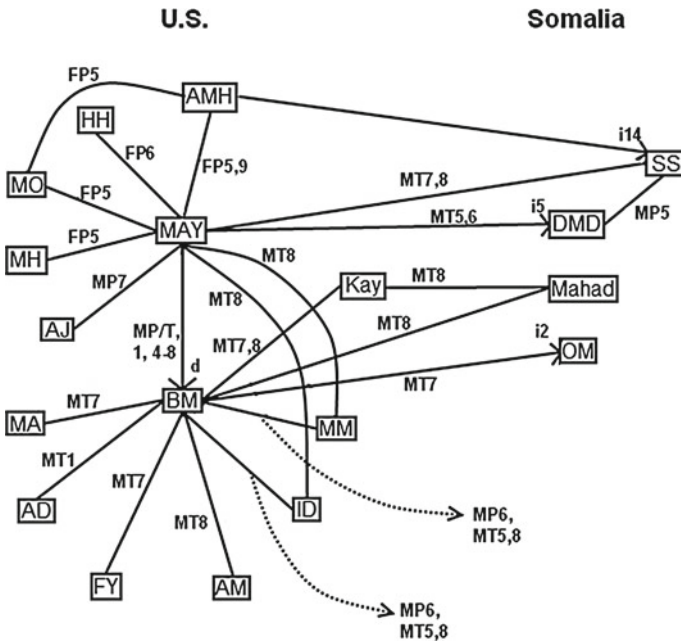 U.S. Somalia
FP5
AMH
HH
i14
FP6
FP5,9
SS
MO
FP5
MT7,8
MAY
MT5,6
i5
DMD
MP5
MH
FP5
MT8
MP7
MT8
Kay
MT8
Mahad
AJ
MP/T,
1, 4-8
MT7,8
MT8
i2
OM
d
MT7
BM
MA
MT7
MM
MT1
MT7
AD
MT8
ID
MP6,
MT5,8
FY
AM
MP6,
MT5,8